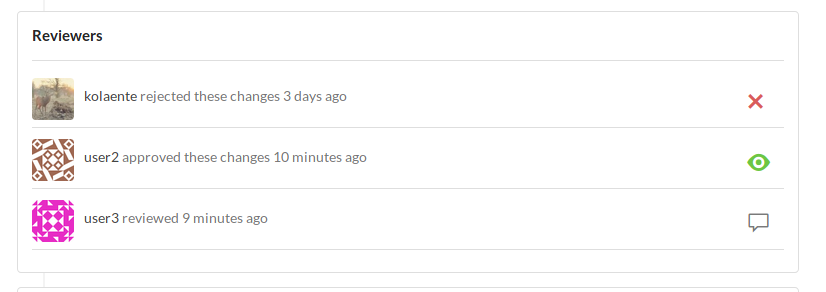 Reviewers
kolaente rejected these changes 3 days ago
user2 approved these changes 10 minutes ago
user3 reviewed 9 minutes ago